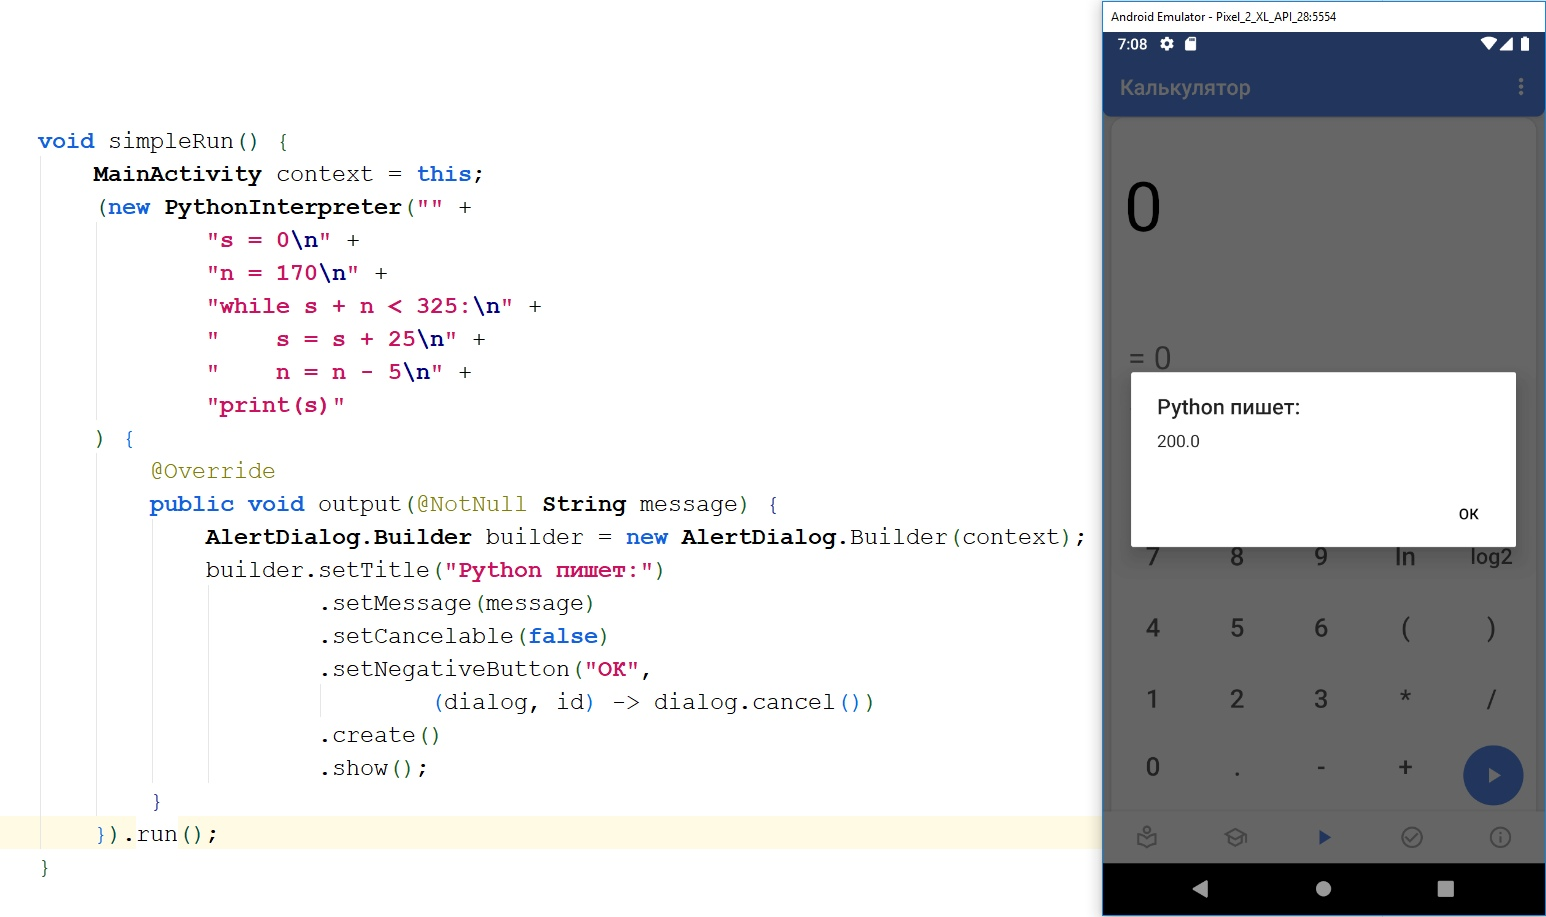 void simpleRun() {
MainActivity context = this;
(new PythonInterpreter("" +
"s = 0\n" +
"n = 170\n" +
"while s + n < 325:\n" +
"    s = s + 25\n" +
"    n = n - 5\n" +
"print(s)"
) {
@Override
public void output(@NotNull String message) {
AlertDialog.Builder builder = new AlertDialog.Builder(context);
builder.setTitle("Python пишет:")
.setMessage(message)
.setCancelable(false)
.setNegativeButton("ОК",
(dialog, id) -> dialog.cancel())
.create()
.show();
}
}).run();
}
Android Emulator - Pixel_2_XL_API_28:5554
7:08
Калькулятор
0
= 0
Python пишет:
200.0
ОК
7 8 9 ln log2
4 5 6 ( )
1 2 3 * /
0 . - +